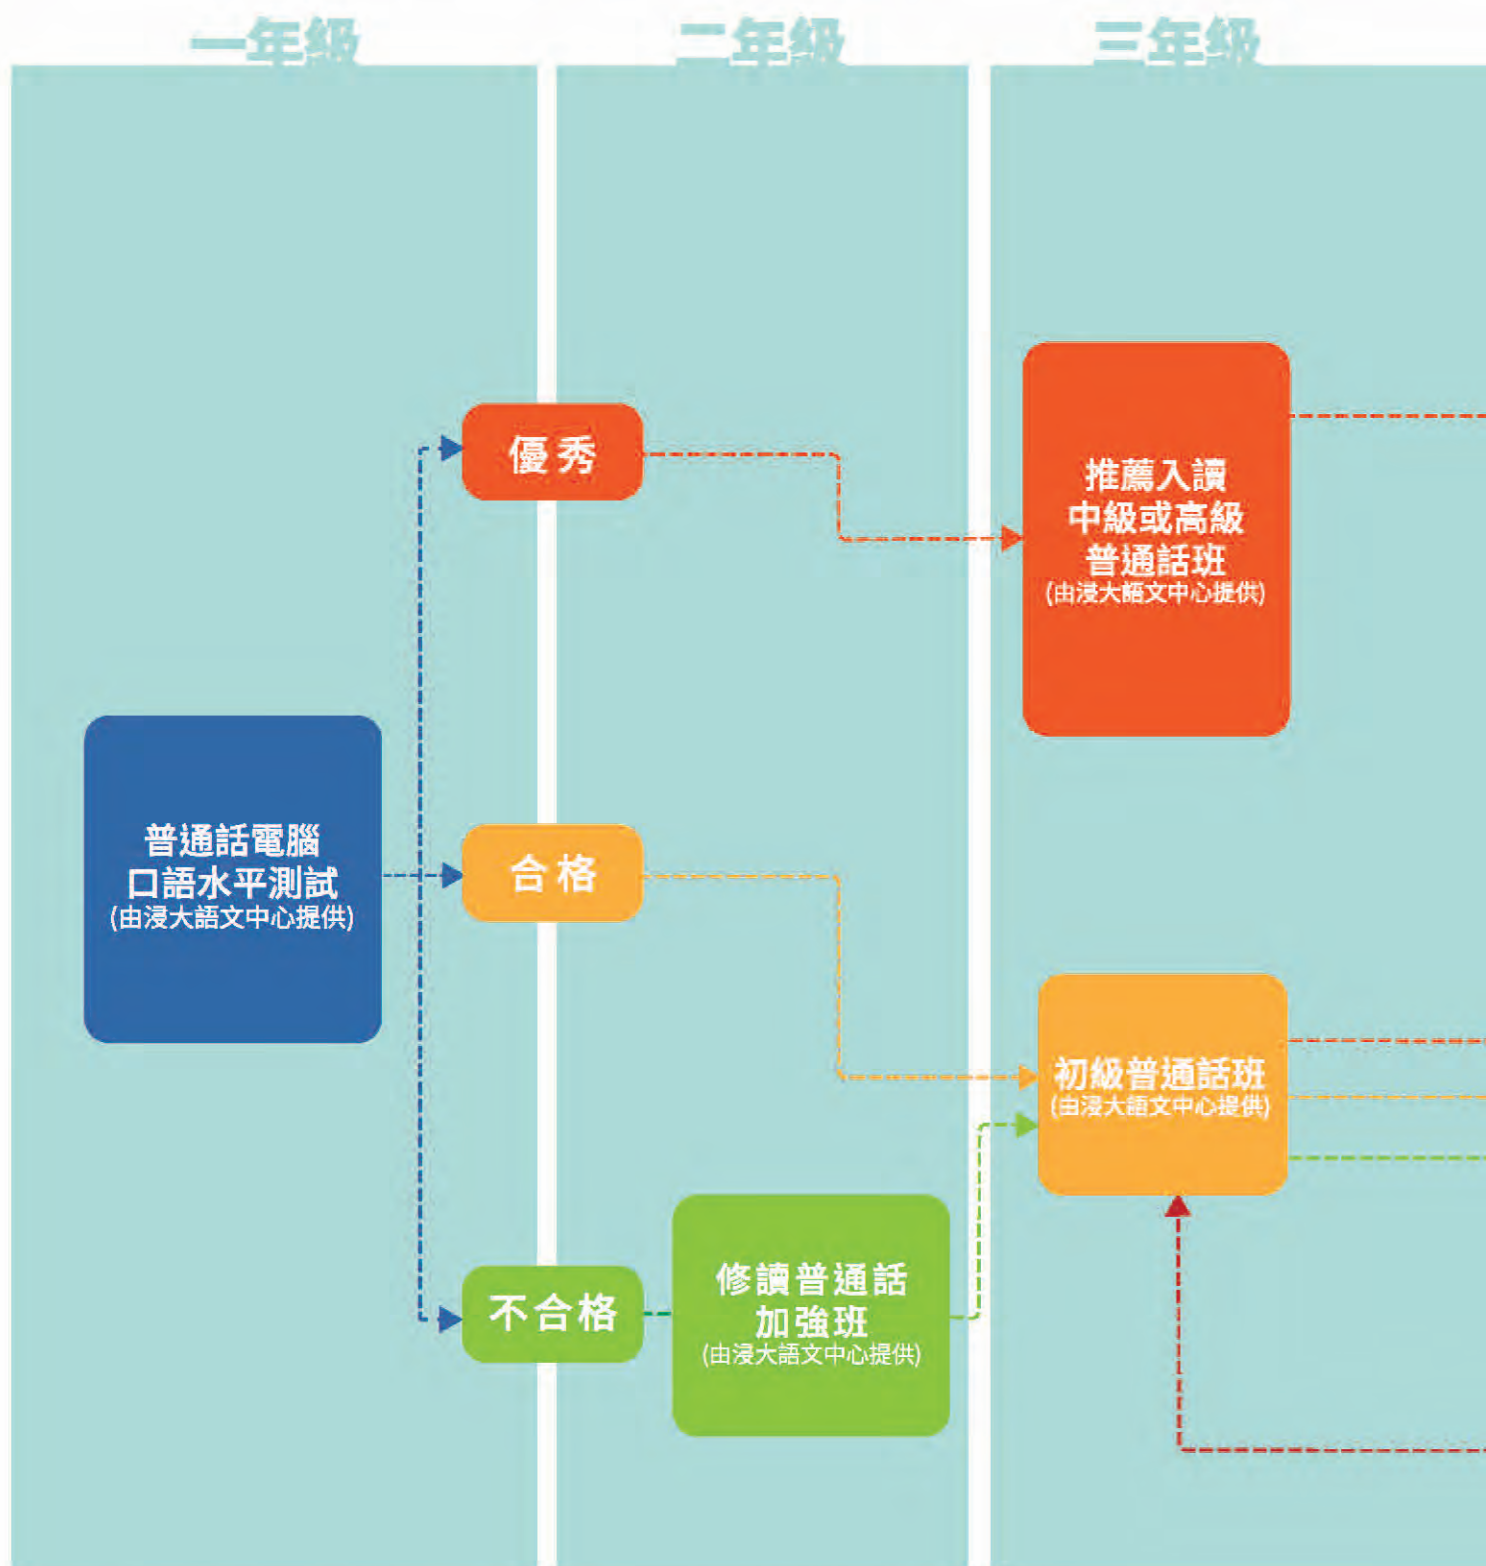 一年級
二年級
三年級
優秀
推薦入讀
中級或高級
普通話班
(由浸大語文中心提供)
普通話電腦
口語水平測試
(由浸大語文中心提供)
合格
初級普通話班
(由浸大語文中心提供)
不合格
修讀普通話
加強班
(由浸大語文中心提供)